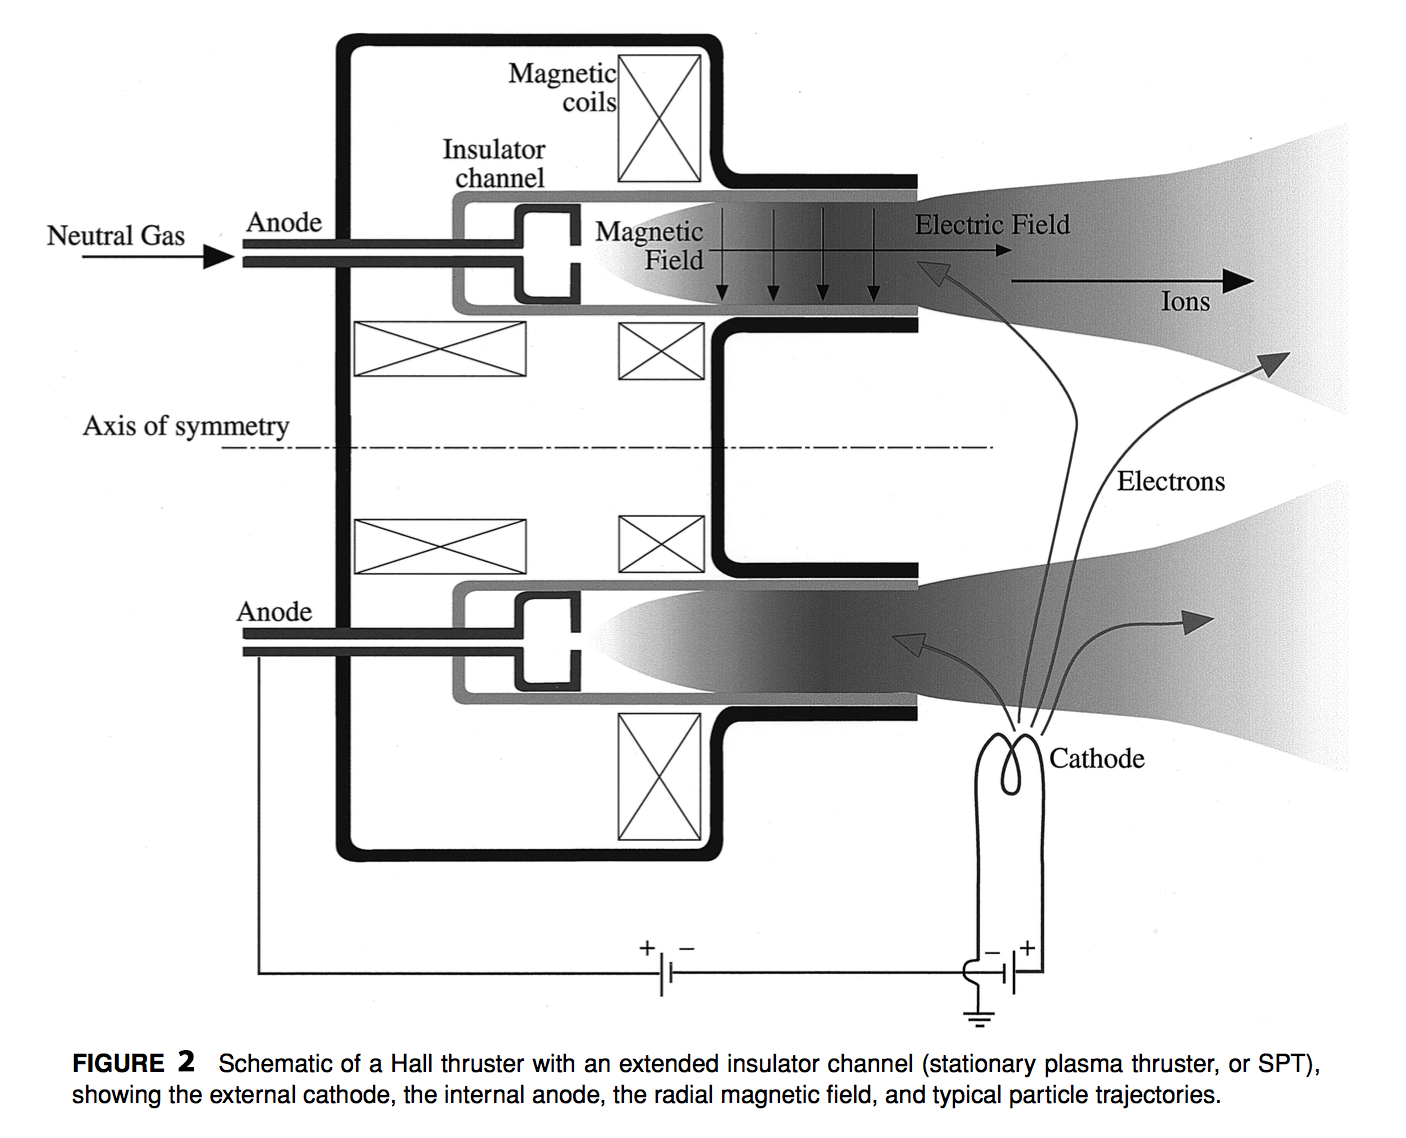 Magnetic
coils
Insulator
channel
Anode
Neutral Gas
Magnetic
Field
Electric Field
Ions
Axis of symmetry
Electrons
Anode
Cathode
+ −
− +
FIGURE 2 Schematic of a Hall thruster with an extended insulator channel (stationary plasma thruster, or SPT),
showing the external cathode, the internal anode, the radial magnetic field, and typical particle trajectories.